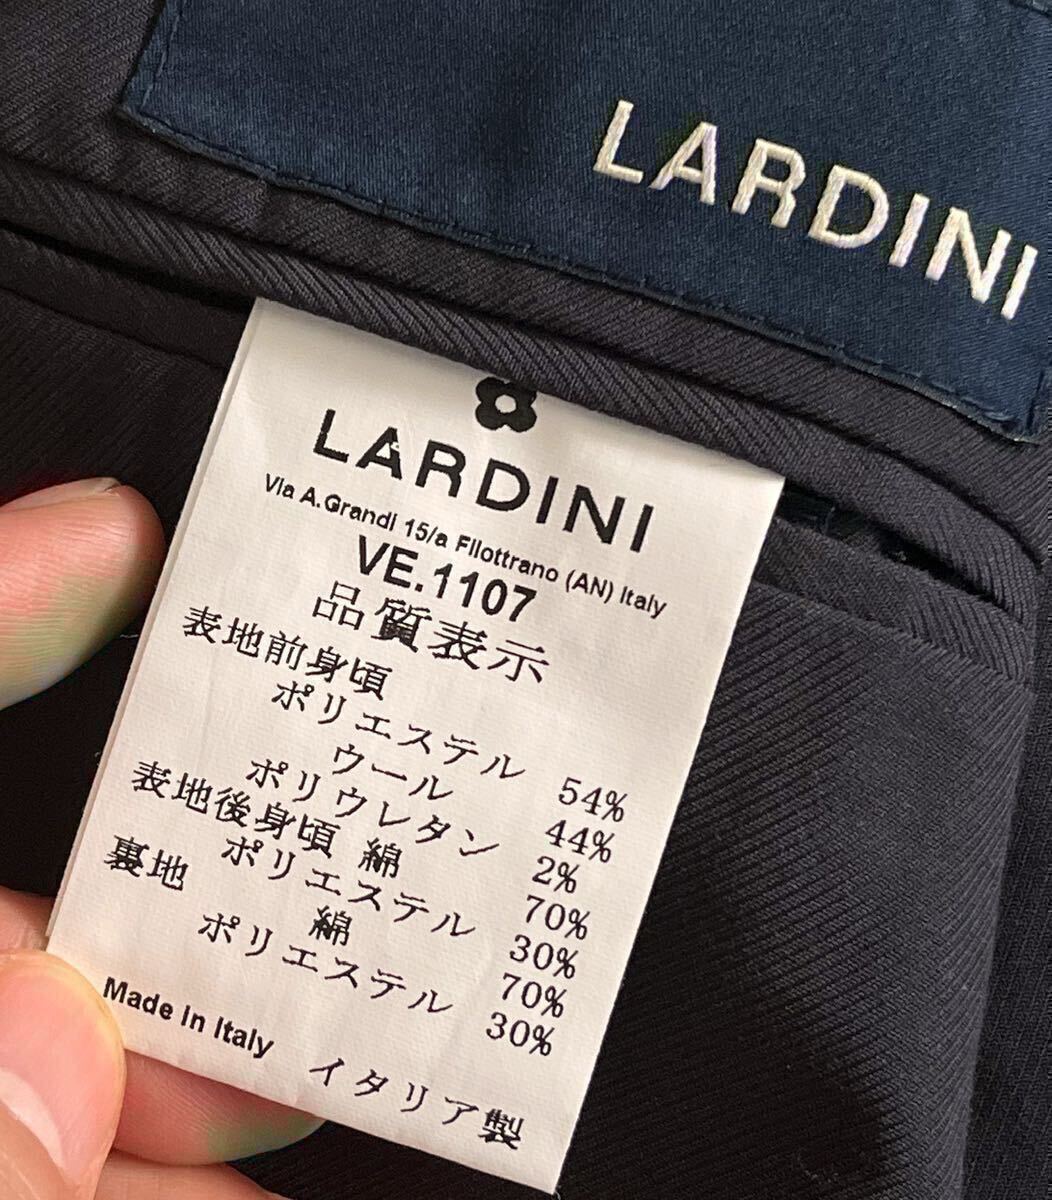 LARDINI
LARDINI
Via A.Grandi 15/a Filottrano (AN) Italy
VE.1107
品質表示
表地前身頃
ポリエステル 54%
ウール 44%
ポリウレタン 2%
表地後身頃 綿 70%
ポリエステル 30%
裏地 綿 70%
ポリエステル 30%
Made in Italy イタリア製